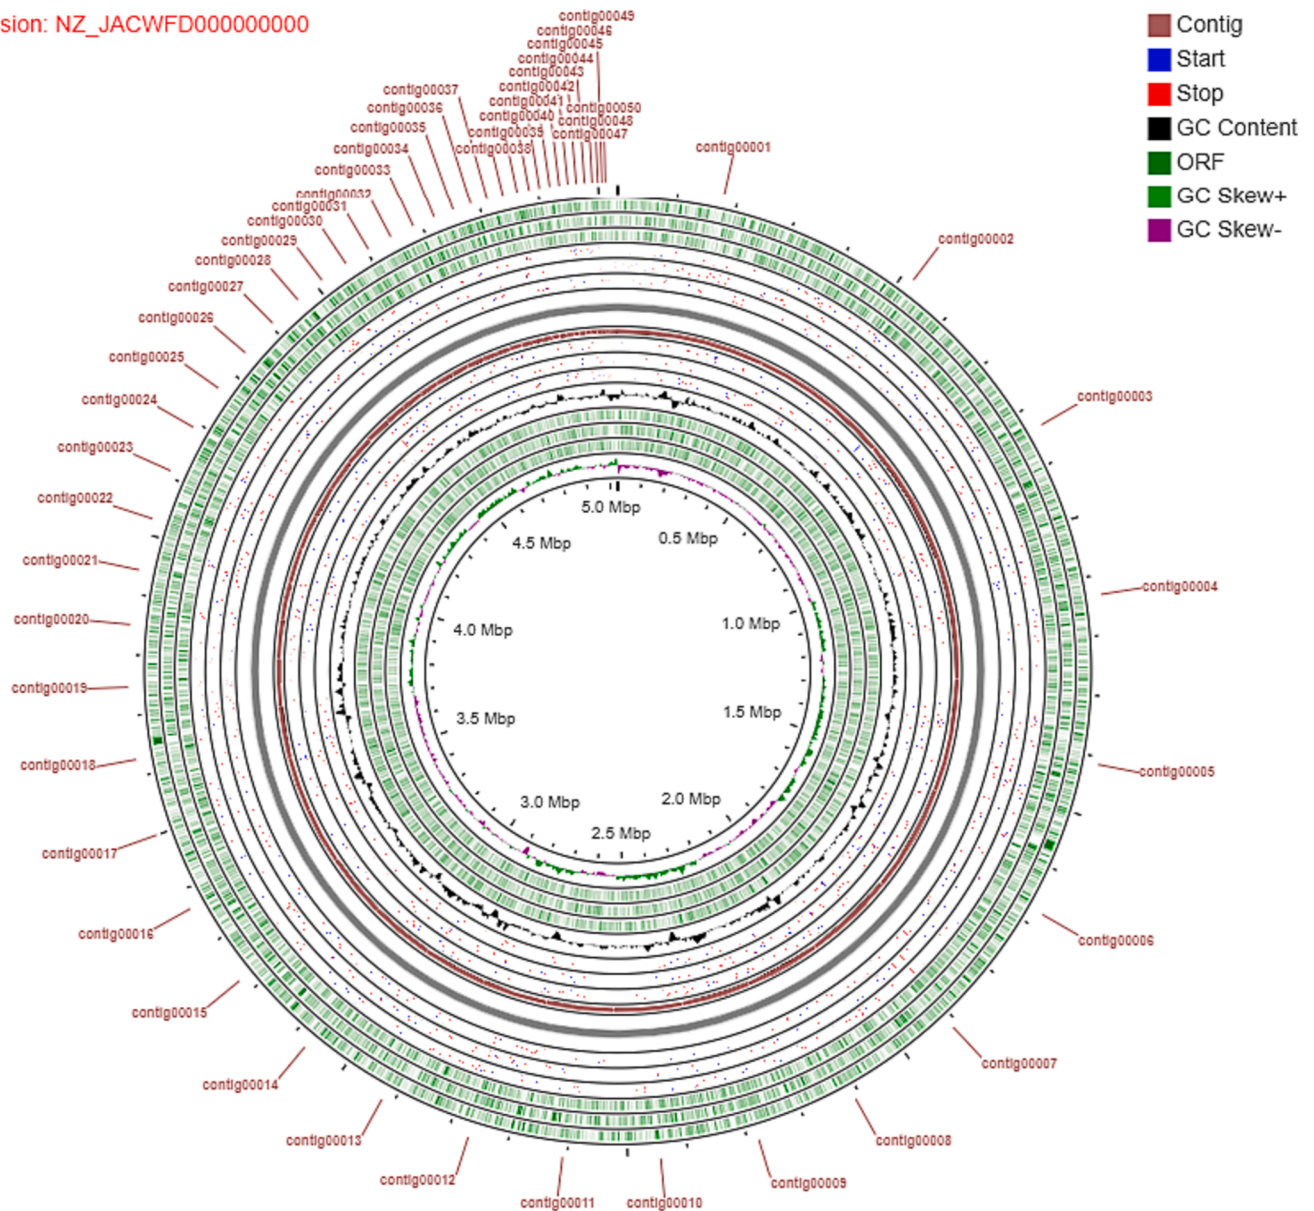 sion: NZ_JACWFD000000000
Contig
Start
Stop
GC Content
ORF
GC Skew+
GC Skew-
contig00049
contig00046
contig00045
contig00044
contig00043
contig00042
contig00041
contig00040
contig00039
contig00038
contig00050
contig00048
contig00047
contig00037
contig00036
contig00035
contig00034
contig00033
contig00032
contig00031
contig00030
contig00029
contig00028
contig00027
contig00026
contig00025
contig00024
contig00023
contig00022
contig00021
contig00020
contig00019
contig00018
contig00017
contig00016
contig00015
contig00014
contig00013
contig00012
contig00011
contig00010
contig00009
contig00008
contig00007
contig00006
contig00005
contig00004
contig00003
contig00002
contig00001
5.0 Mbp
0.5 Mbp
1.0 Mbp
1.5 Mbp
2.0 Mbp
2.5 Mbp
3.0 Mbp
3.5 Mbp
4.0 Mbp
4.5 Mbp